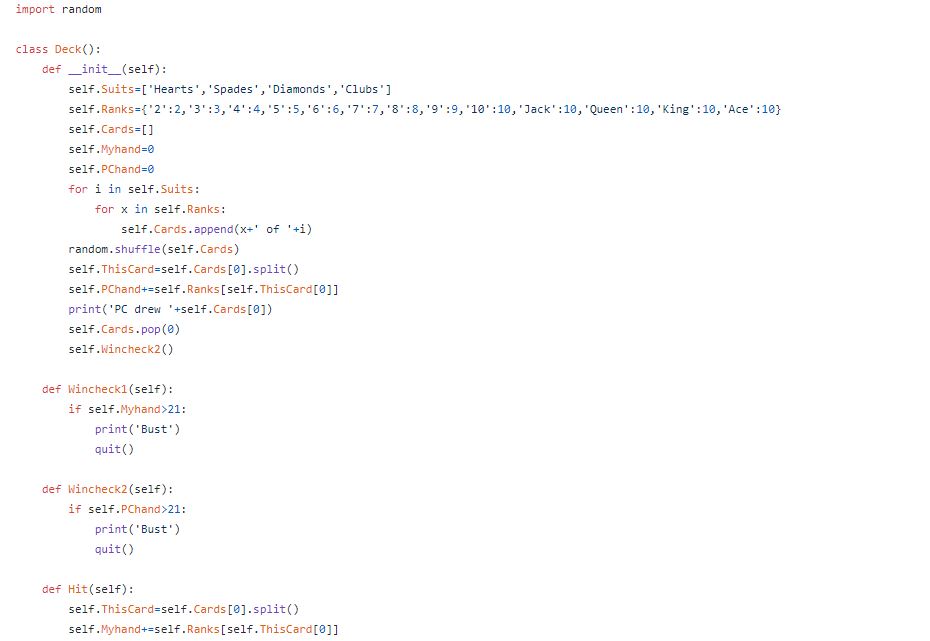 import random
class Deck():
    def __init__(self):
        self.Suits=['Hearts','Spades','Diamonds','Clubs']
        self.Ranks={'2':2,'3':3,'4':4,'5':5,'6':6,'7':7,'8':8,'9':9,'10':10,'Jack':10,'Queen':10,'King':10,'Ace':10}
        self.Cards=[]
        self.Myhand=0
        self.PChand=0
        for i in self.Suits:
            for x in self.Ranks:
                self.Cards.append(x+' of '+i)
        random.shuffle(self.Cards)
        self.ThisCard=self.Cards[0].split()
        self.PChand+=self.Ranks[self.ThisCard[0]]
        print('PC drew '+self.Cards[0])
        self.Cards.pop(0)
        self.Wincheck2()
    def Wincheck1(self):
        if self.Myhand>21:
            print('Bust')
            quit()
    def Wincheck2(self):
        if self.PChand>21:
            print('Bust')
            quit()
    def Hit(self):
        self.ThisCard=self.Cards[0].split()
        self.Myhand+=self.Ranks[self.ThisCard[0]]